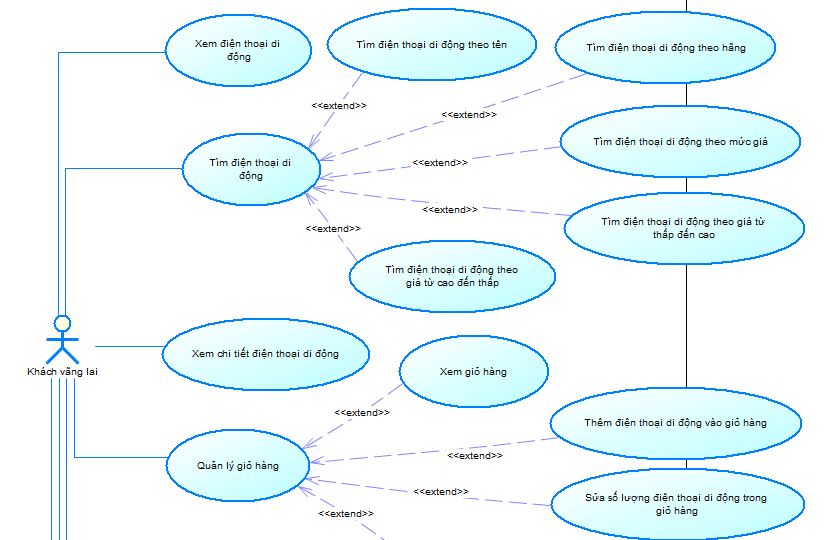 Xem điện thoại di
động
Tìm điện thoại di động theo tên
Tìm điện thoại di động theo hãng
<<extend>>
<<extend>>
Tìm điện thoại di động theo mức giá
Tìm điện thoại di
động
<<extend>>
<<extend>>
Tìm điện thoại di động theo giá từ
thấp đến cao
<<extend>>
Tìm điện thoại di động theo
giá từ cao đến thấp
Khách vãng lai
Xem chi tiết điện thoại di động
Xem giỏ hàng
<<extend>>
Thêm điện thoại di động vào giỏ hàng
Quản lý giỏ hàng
<<extend>>
<<extend>>
Sửa số lượng điện thoại di động trong
giỏ hàng
<<extend>>